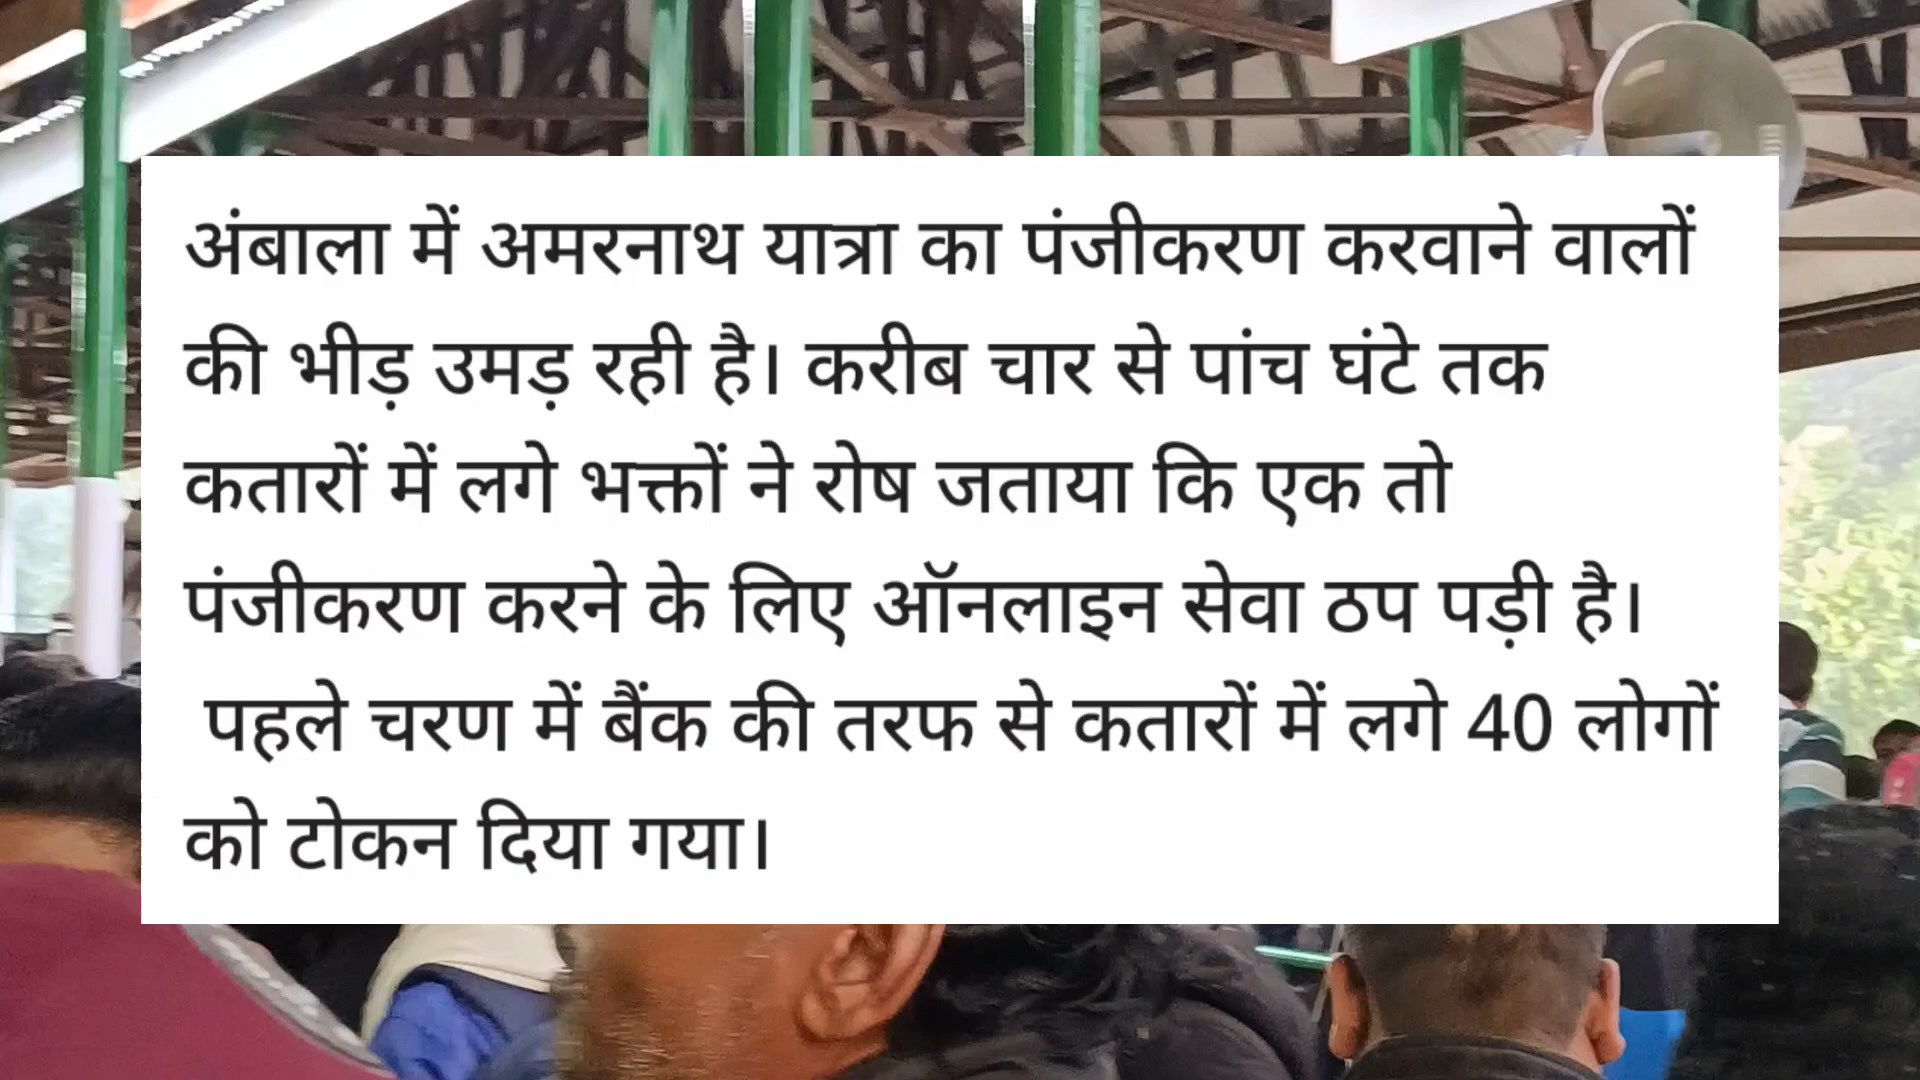 अंबाला में अमरनाथ यात्रा का पंजीकरण करवाने वालों
की भीड़ उमड़ रही है। करीब चार से पांच घंटे तक
कतारों में लगे भक्तों ने रोष जताया कि एक तो
पंजीकरण करने के लिए ऑनलाइन सेवा ठप पड़ी है।
पहले चरण में बैंक की तरफ से कतारों में लगे 40 लोगों
को टोकन दिया गया।